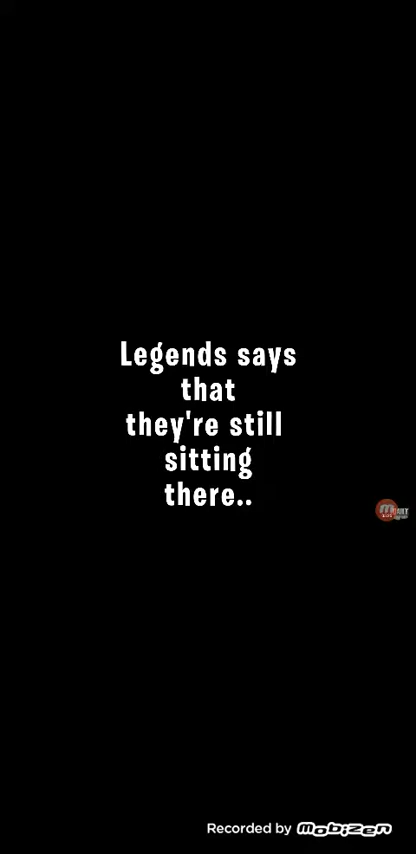 Legends says
that
they're still
sitting
there..
Recorded by Mobizen